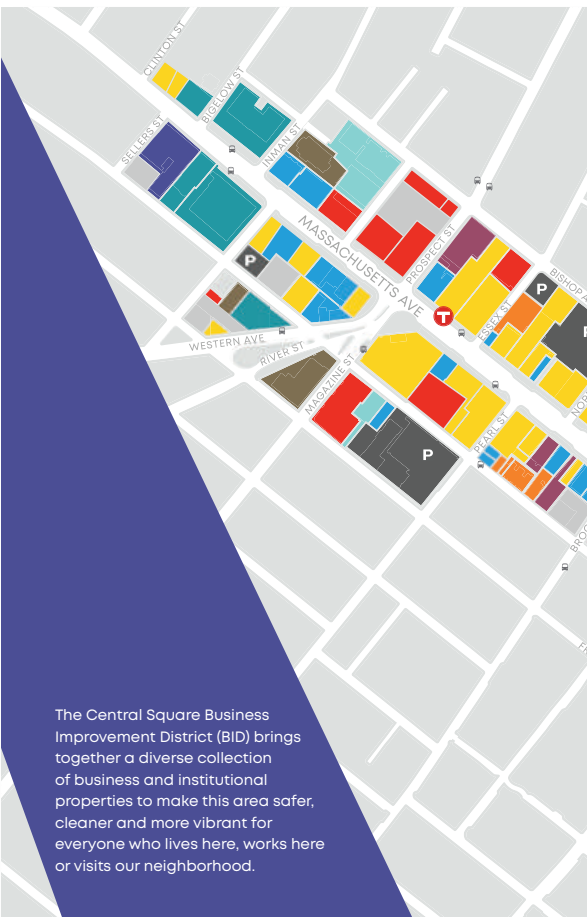 CLINTON ST
BIGELOW ST
SELLERS ST
INMAN ST
MASSACHUSETTS AVE
PROSPECT ST
P
P
T
ESSEX ST
WESTERN AVE
RIVER ST
MAGAZINE ST
PEARL ST
P
The Central Square Business
Improvement District (BID) brings
together a diverse collection
of business and institutional
properties to make this area safer,
cleaner and more vibrant for
everyone who lives here, works here
or visits our neighborhood.